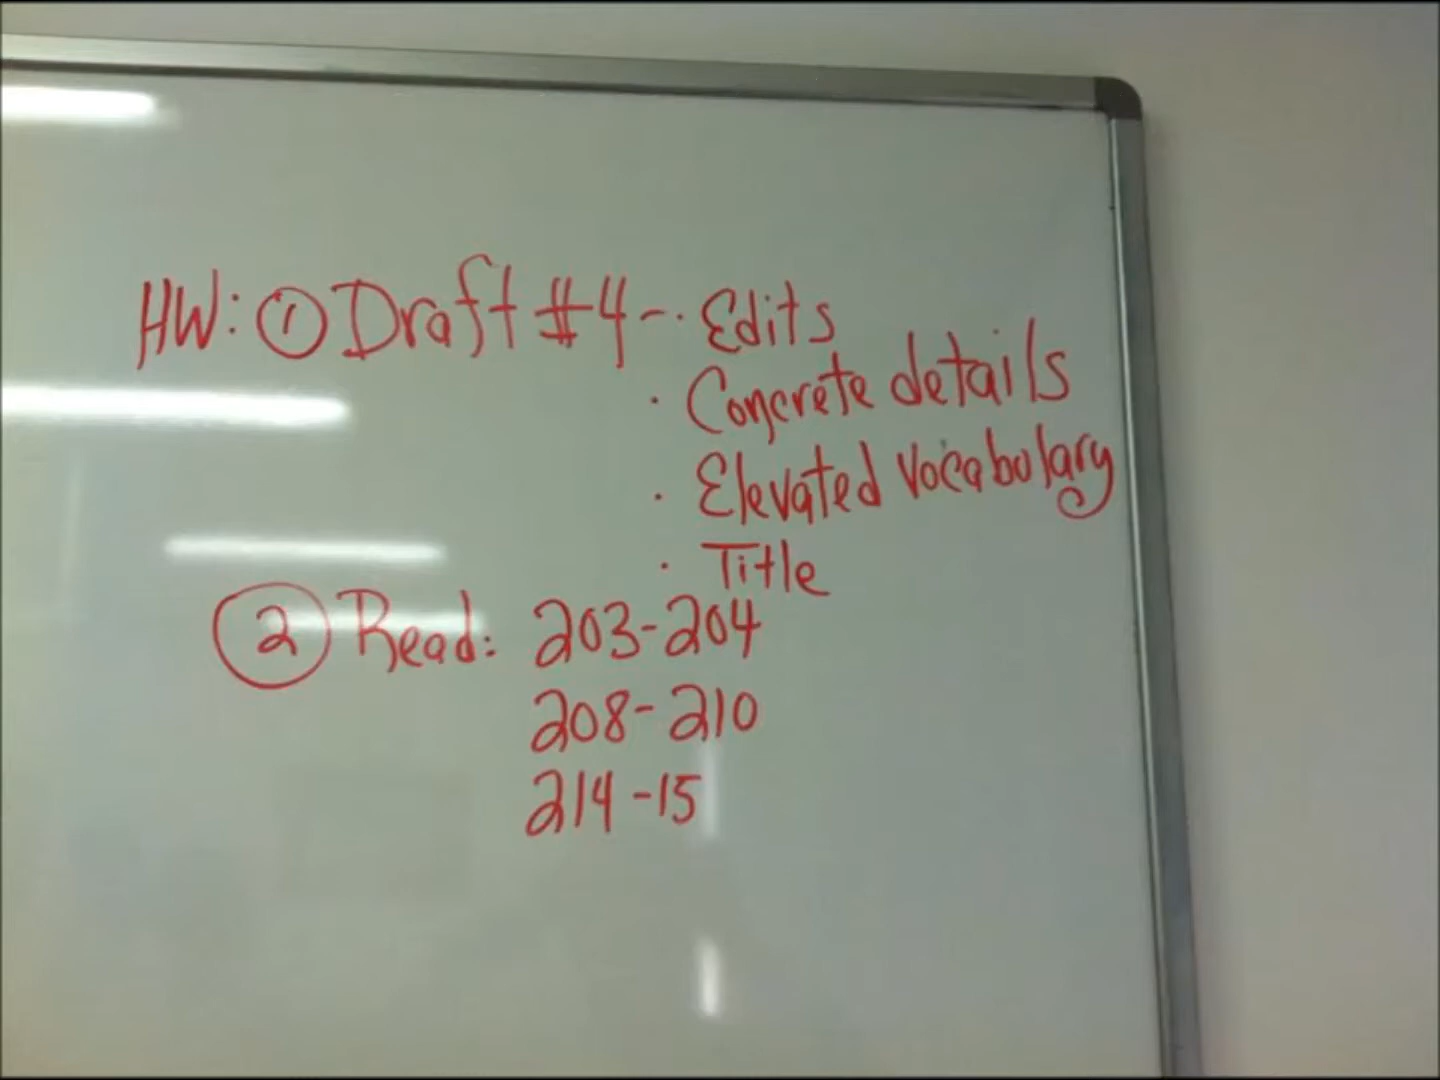 HW: ① Draft #4 - · Edits
· Concrete details
· Elevated vocabulary
· Title
② Read: 203-204
208-210
214-15